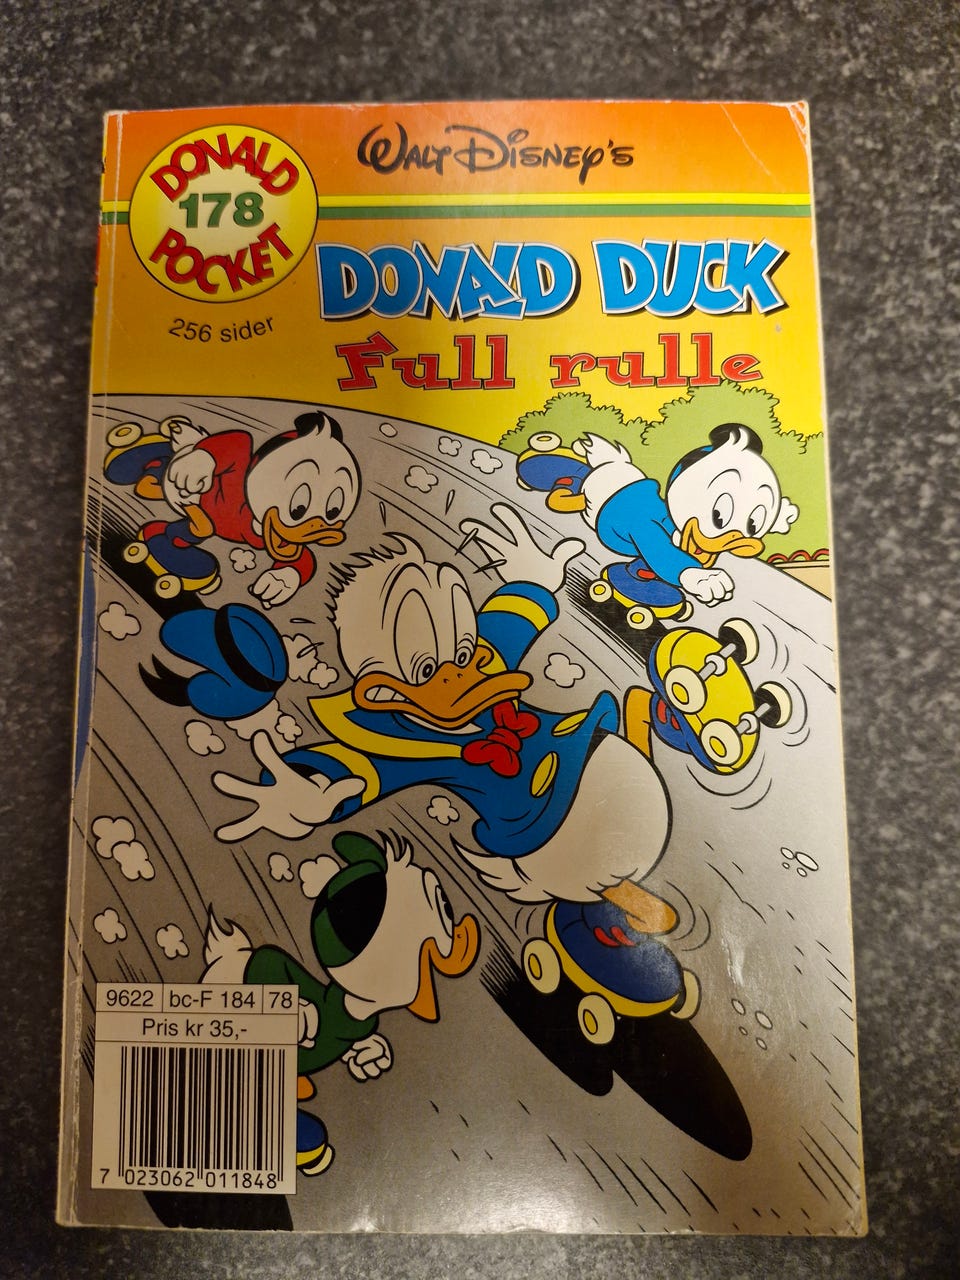 WALT DISNEY'S
DONALD
178
POCKET
256 sider
DONALD DUCK
Full rulle
9622 bc-F 184 78
Pris kr 35,-
7 023062 011848